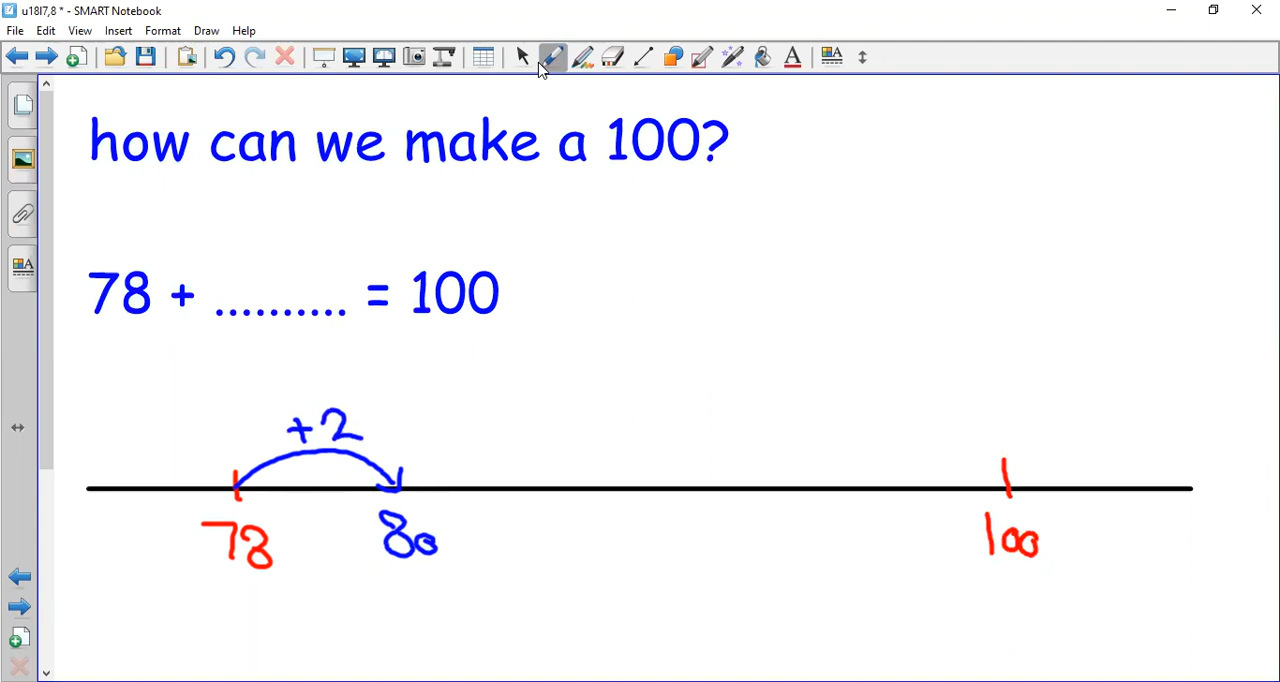 u18l7,8 * - SMART Notebook
File Edit View Insert Format Draw Help
how can we make a 100?
78 + .......... = 100
+2
78 80 100